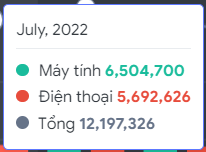 July, 2022
Máy tính 6,504,700
Điện thoại 5,692,626
Tổng 12,197,326